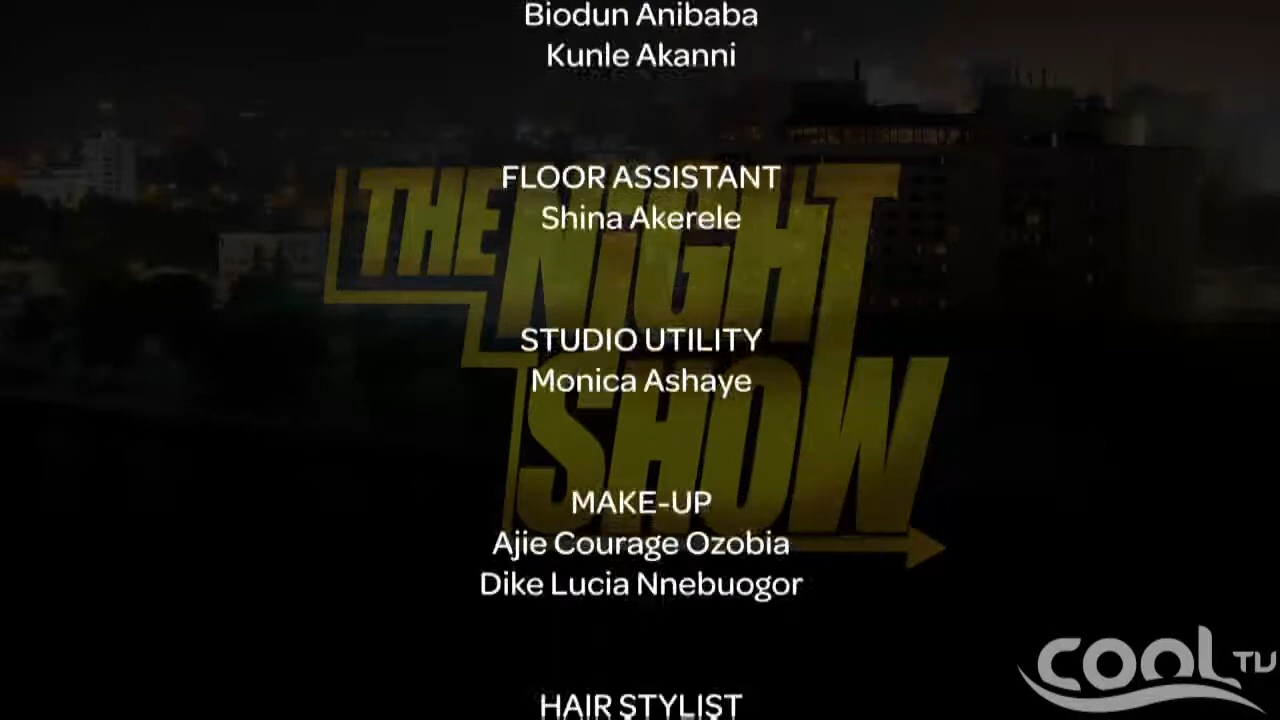 Biodun Anibaba
Kunle Akanni
FLOOR ASSISTANT
Shina Akerele
STUDIO UTILITY
Monica Ashaye
MAKE-UP
Ajie Courage Ozobia
Dike Lucia Nnebuogor
HAIR STYLIST
THE NiGHT
SHOW
COOL TV